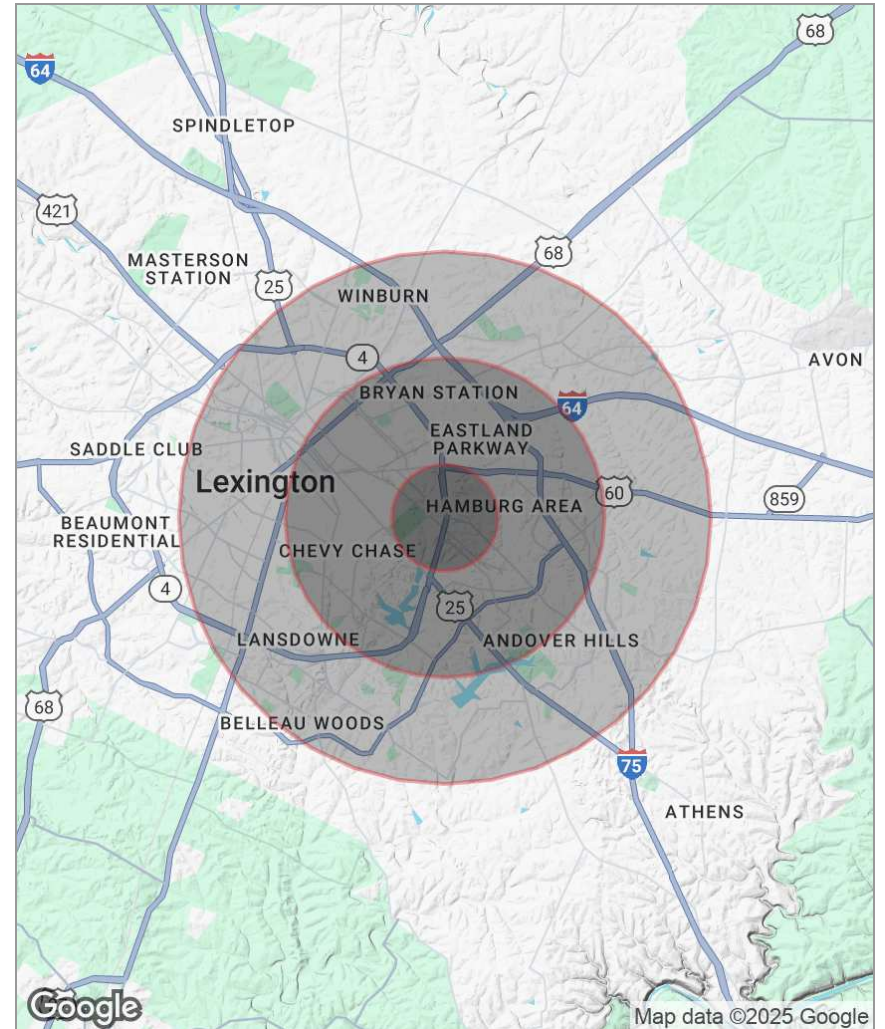 68
64
SPINDLETOP
421
68
MASTERSON
STATION
25
WINBURN
4
AVON
BRYAN STATION
64
EASTLAND
PARKWAY
SADDLE CLUB
Lexington
60
859
HAMBURG AREA
BEAUMONT
RESIDENTIAL
CHEVY CHASE
4
25
LANSDOWNE
ANDOVER HILLS
68
BELLEAU WOODS
75
ATHENS
Google
Map data ©2025 Google